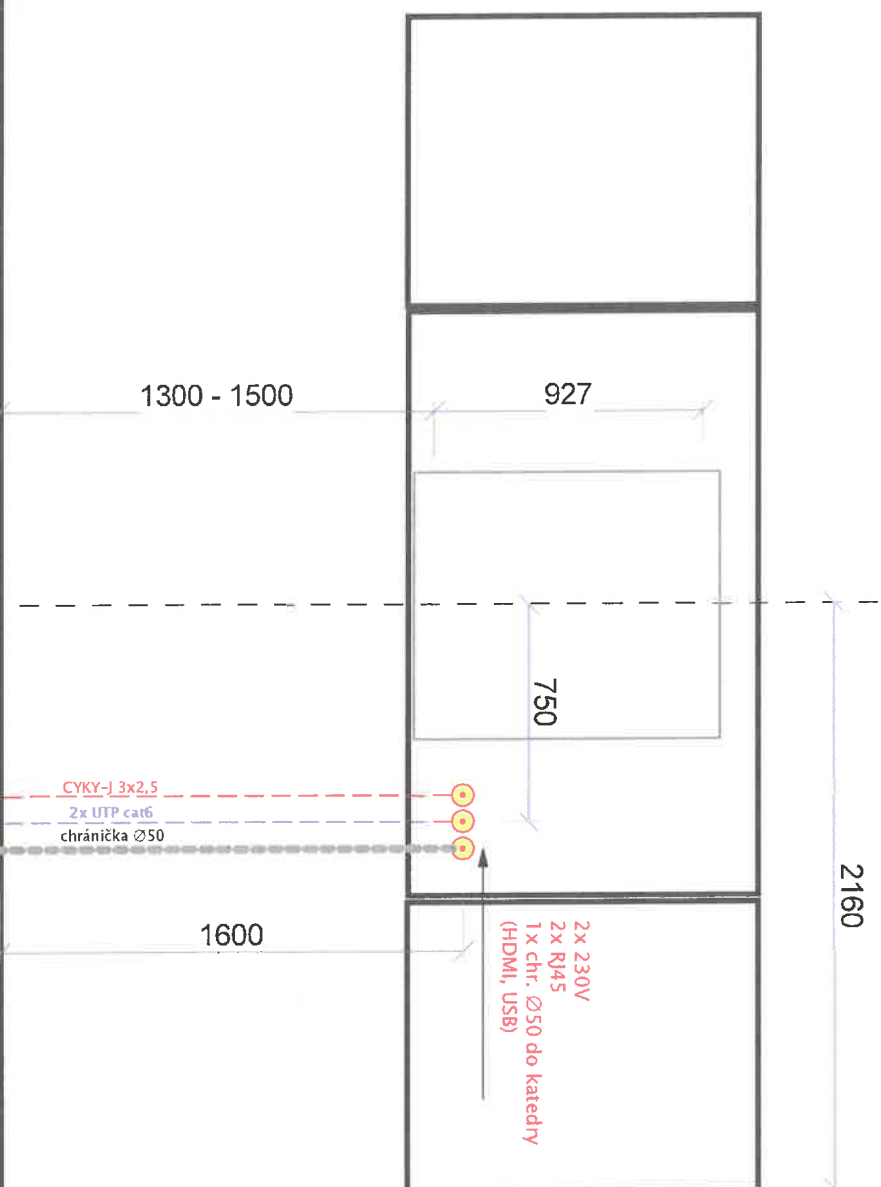 1300 - 1500
927
750
CYKY-J 3x2,5
2x UTP cat6
chránička ∅50
2160
1600
2x 230V
2x RJ45
1x chr. ∅50 do katedry
(HDMI, USB)